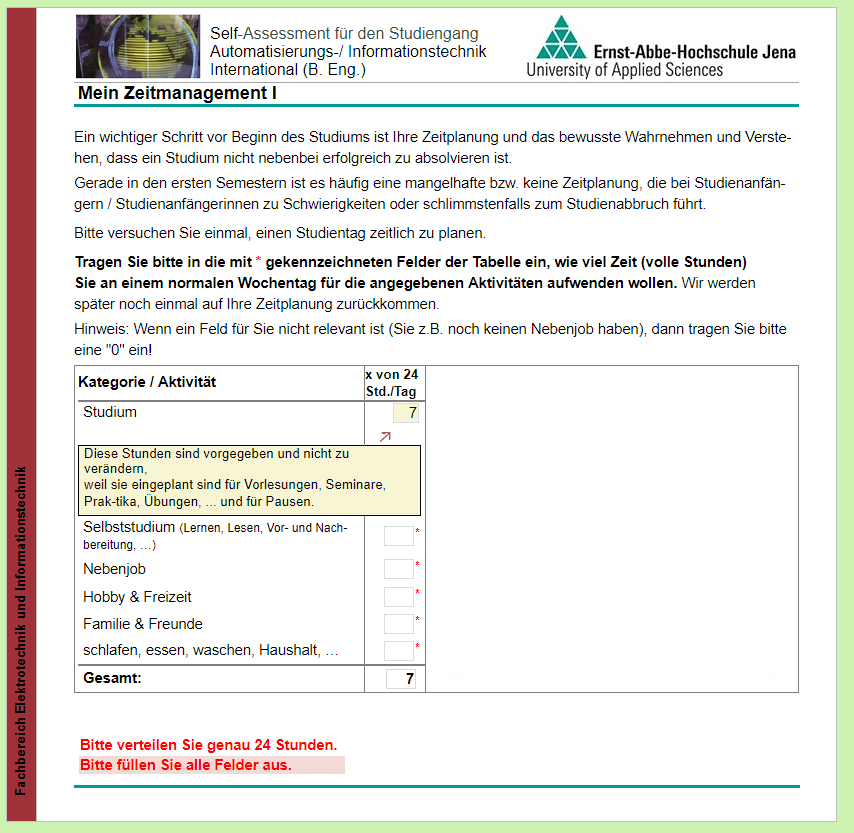 Self-Assessment für den Studiengang
Automatisierungs-/ Informationstechnik
International (B. Eng.)
Ernst-Abbe-Hochschule Jena
University of Applied Sciences
Mein Zeitmanagement I
Ein wichtiger Schritt vor Beginn des Studiums ist Ihre Zeitplanung und das bewusste Wahrnehmen und Verste-
hen, dass ein Studium nicht nebenbei erfolgreich zu absolvieren ist.
Gerade in den ersten Semestern ist es häufig eine mangelhafte bzw. keine Zeitplanung, die bei Studienanfän-
gern / Studienanfängerinnen zu Schwierigkeiten oder schlimmstenfalls zum Studienabbruch führt.
Bitte versuchen Sie einmal, einen Studientag zeitlich zu planen.
Tragen Sie bitte in die mit * gekennzeichneten Felder der Tabelle ein, wie viel Zeit (volle Stunden)
Sie an einem normalen Wochentag für die angegebenen Aktivitäten aufwenden wollen. Wir werden
später noch einmal auf Ihre Zeitplanung zurückkommen.
Hinweis: Wenn ein Feld für Sie nicht relevant ist (Sie z.B. noch keinen Nebenjob haben), dann tragen Sie bitte
eine "0" ein!
Kategorie / Aktivität
x von 24
Std./Tag
Studium 7
Diese Stunden sind vorgegeben und nicht zu
verändern,
weil sie eingeplant sind für Vorlesungen, Seminare,
Prak-tika, Übungen, ... und für Pausen.
Selbststudium (Lernen, Lesen, Vor- und Nach-
bereitung, …) *
Nebenjob *
Hobby & Freizeit *
Familie & Freunde *
schlafen, essen, waschen, Haushalt, … *
Gesamt: 7
Bitte verteilen Sie genau 24 Stunden.
Bitte füllen Sie alle Felder aus.
Fachbereich Elektrotechnik und Informationstechnik